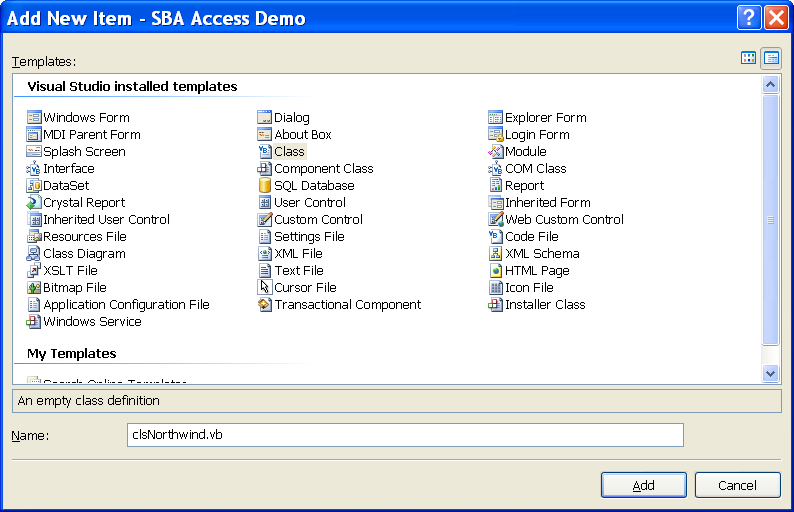 Add New Item - SBA Access Demo
Templates:
Visual Studio installed templates
Windows Form Dialog Explorer Form
MDI Parent Form About Box Login Form
Splash Screen Class Module
Interface Component Class COM Class
DataSet SQL Database Report
Crystal Report User Control Inherited Form
Inherited User Control Custom Control Web Custom Control
Resources File Settings File Code File
Class Diagram XML File XML Schema
XSLT File Text File HTML Page
Bitmap File Cursor File Icon File
Application Configuration File Transactional Component Installer Class
Windows Service
My Templates
Search Online Templates
An empty class definition
Name: clsNorthwind.vb
Add Cancel